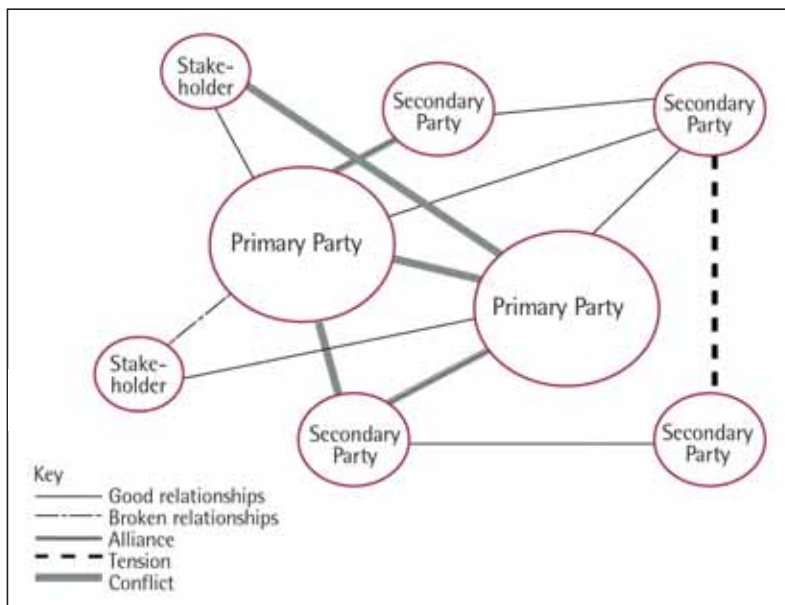 Stake-
holder
Secondary
Party
Secondary
Party
Primary Party
Primary Party
Stake-
holder
Secondary
Party
Secondary
Party
Key
Good relationships
Broken relationships
Alliance
Tension
Conflict